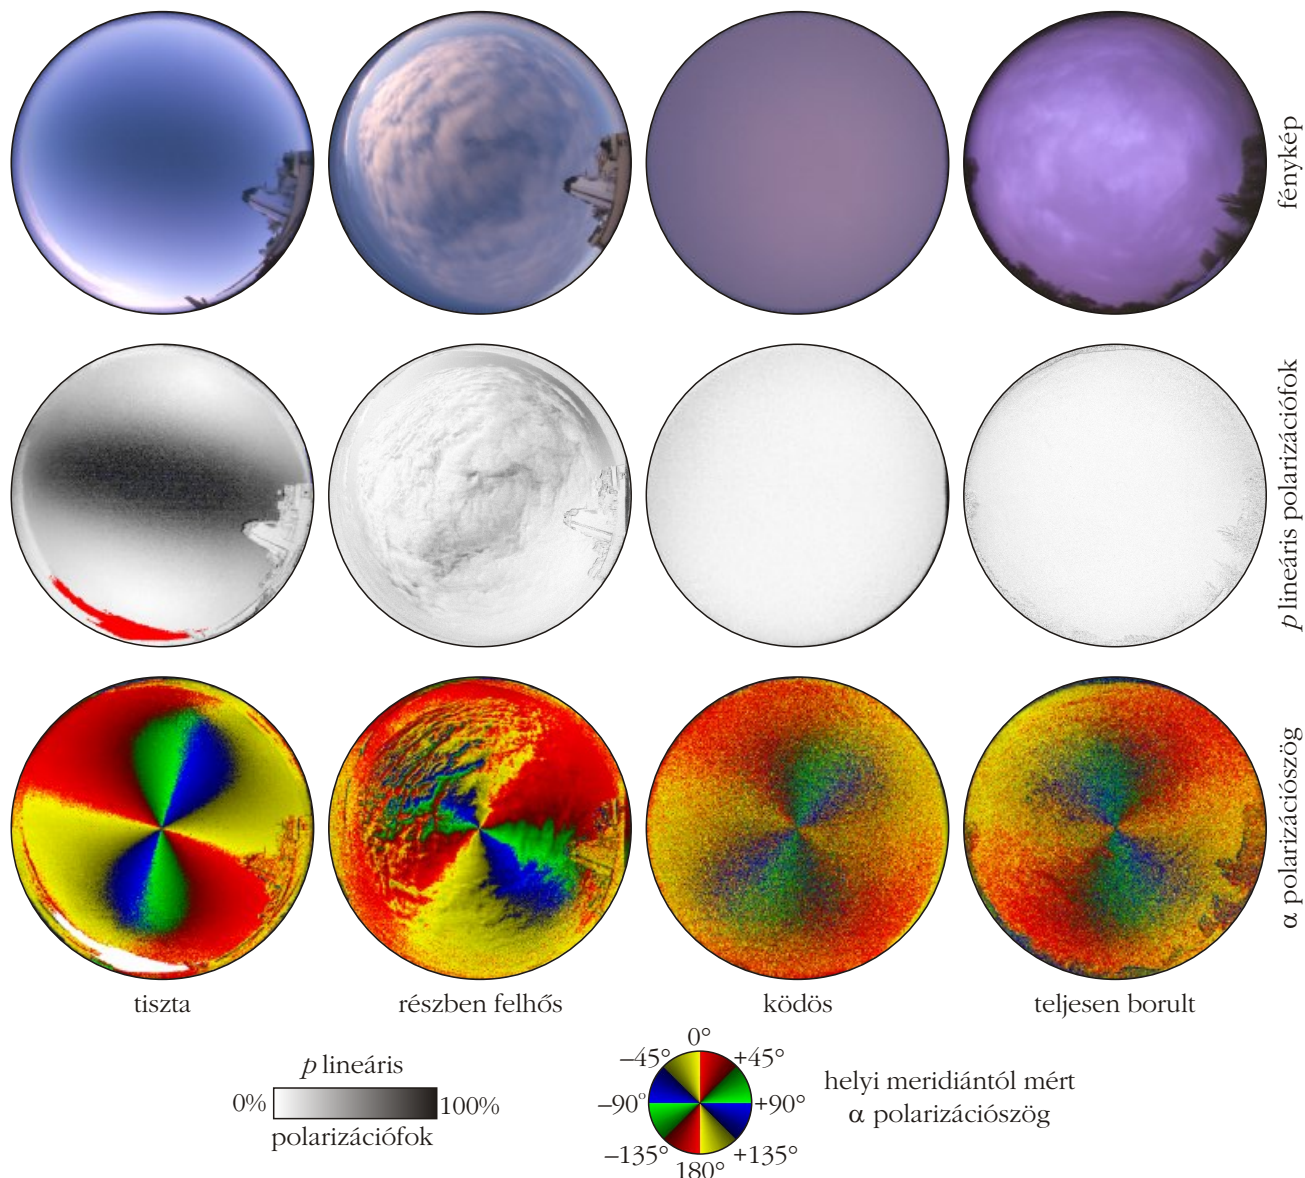 fénykép
p lineáris polarizációfok
α polarizációszög
tiszta
részben felhős
ködös
teljesen borult
p lineáris
0%
100%
polarizációfok
0°
–45°
+45°
–90°
+90°
–135°
+135°
180°
helyi meridiántól mért
α polarizációszög